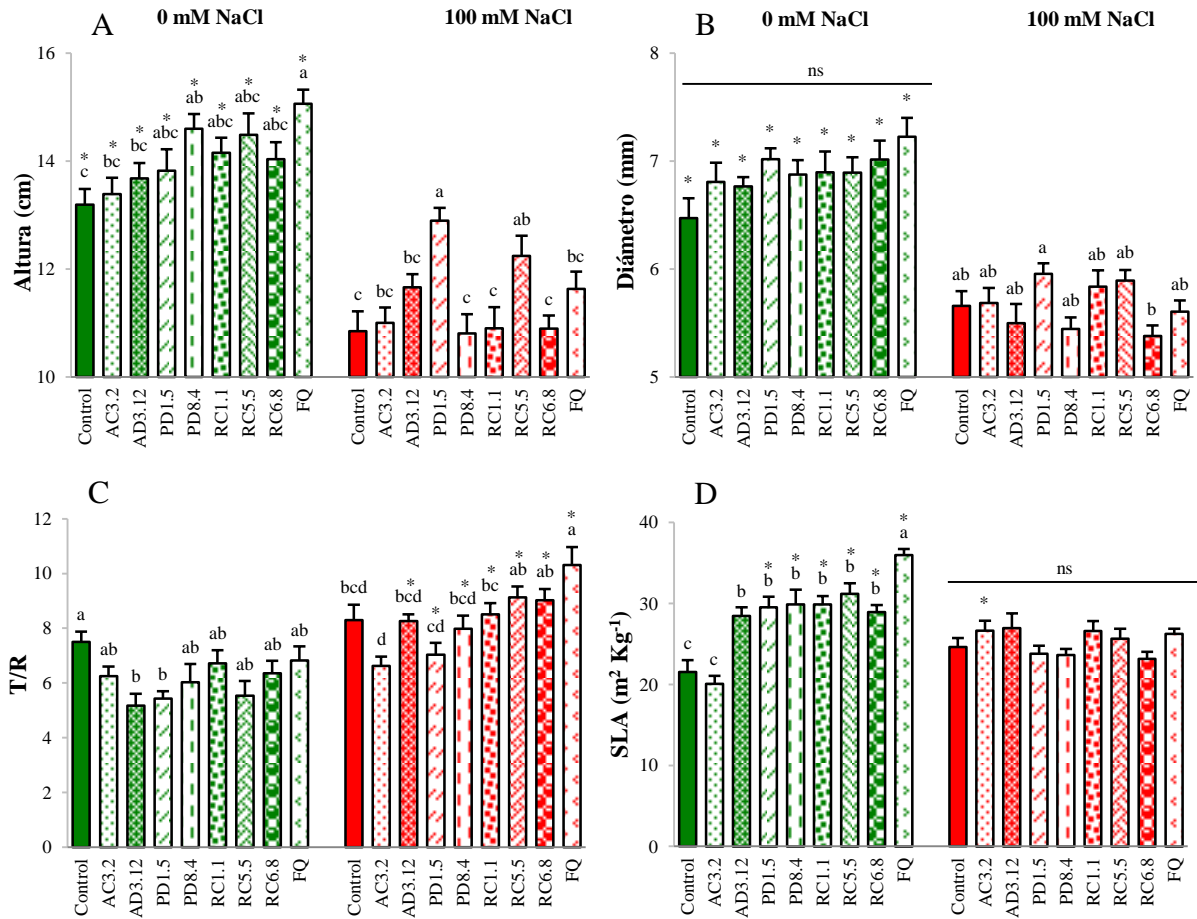 0 mM NaCl 100 mM NaCl 0 mM NaCl 100 mM NaCl
A
Altura (cm)
16
14
12
10
* * * * * * * * *
c bc bc abc ab abc abc abc a
c bc bc a c c ab c bc
Control AC3.2 AD3.12 PD1.5 PD8.4 RC1.1 RC5.5 RC6.8 FQ
Control AC3.2 AD3.12 PD1.5 PD8.4 RC1.1 RC5.5 RC6.8 FQ
B
Diámetro (mm)
8
7
6
5
ns
* * * * * * * * *
ab ab ab a ab ab ab b ab
Control AC3.2 AD3.12 PD1.5 PD8.4 RC1.1 RC5.5 RC6.8 FQ
Control AC3.2 AD3.12 PD1.5 PD8.4 RC1.1 RC5.5 RC6.8 FQ
C
T/R
12
10
8
6
4
2
0
a ab b b ab ab ab ab ab
* * * * * * *
bcd d bcd cd bcd bc ab ab a
Control AC3.2 AD3.12 PD1.5 PD8.4 RC1.1 RC5.5 RC6.8 FQ
Control AC3.2 AD3.12 PD1.5 PD8.4 RC1.1 RC5.5 RC6.8 FQ
D
SLA (m² Kg⁻¹)
40
30
20
10
0
* * * * * *
c c b b b b b b a
ns
*
Control AC3.2 AD3.12 PD1.5 PD8.4 RC1.1 RC5.5 RC6.8 FQ
Control AC3.2 AD3.12 PD1.5 PD8.4 RC1.1 RC5.5 RC6.8 FQ